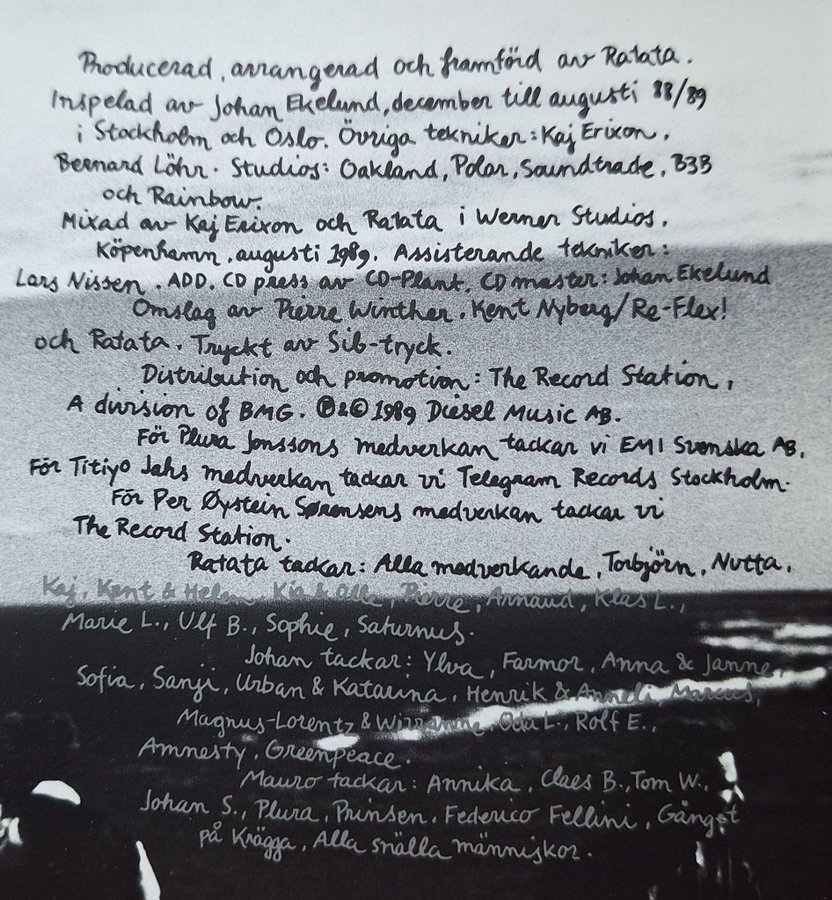 Producerad, arrangerad och framförd av Ratata.
Inspelad av Johan Ekelund, december till augusti 88/89
i Stockholm och Oslo. Övriga tekniker: Kaj Erixon,
Bernard Löhr. Studios: Oakland, Polar, Soundtrade, B3B
och Rainbow.
Mixad av Kaj Erixon och Ratata i Werner Studios,
Köpenhamn, augusti 1989. Assisterande tekniker:
Lars Nissen. ADD. CD press av CD-Plant. CD master: Johan Ekelund
Omslag av Pierre Winther, Kent Nyberg/Re-Flex!
och Ratata. Tryckt av Sib-tryck.
Distribution och promotion: The Record Station,
A division of BMG. Ⓟ&© 1989 Diesel Music AB.
För Plura Jonssons medverkan tackar vi EMI Svenska AB.
För Titiyo Jahs medverkan tackar vi Telegram Records Stockholm.
För Per Øystein Sørensens medverkan tackar vi
The Record Station.
Ratata tackar: Alla medverkande, Torbjörn, Nutta,
Kaj, Kent & Helen, Kia & Olle, Pierre, Arnaud, Klas L.,
Marie L., Ulf B., Sophie, Saturnus.
Johan tackar: Ylva, Farmor, Anna & Janne,
Sofia, Sanji, Urban & Katarina, Henrik & Anneli, Marcus,
Magnus-Lorentz & Oda L., Rolf E.,
Amnesty, Greenpeace.
Mauro tackar: Annika, Claes B., Tom W.,
Johan S., Plura, Prinsen, Federico Fellini, Gänget
på Krägga, Alla snälla människor.